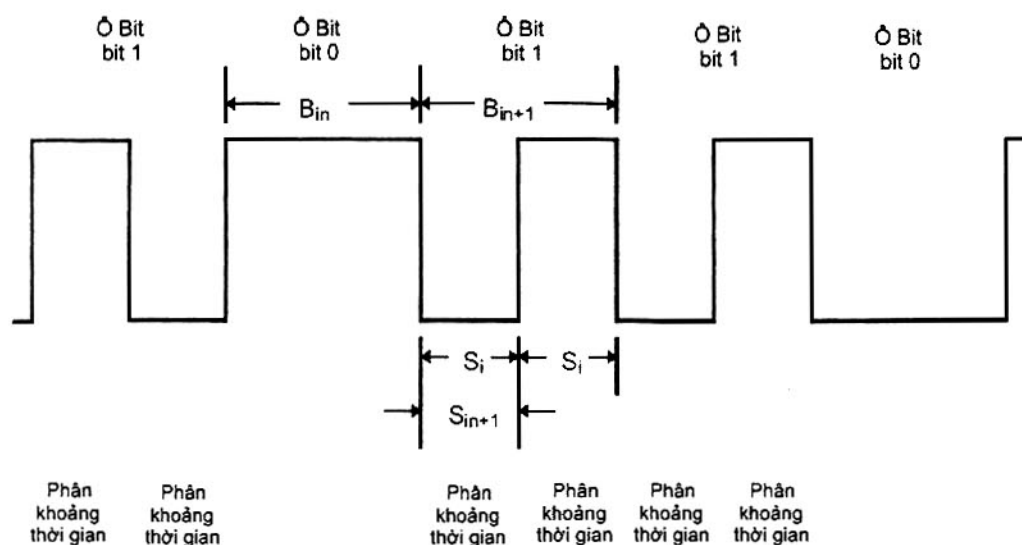 Ô Bit
bit 1
Ô Bit
bit 0
Ô Bit
bit 1
Ô Bit
bit 1
Ô Bit
bit 0
Bin
Bin+1
Si
Si
Sin+1
Phân
khoảng
thời gian
Phân
khoảng
thời gian
Phân
khoảng
thời gian
Phân
khoảng
thời gian
Phân
khoảng
thời gian
Phân
khoảng
thời gian